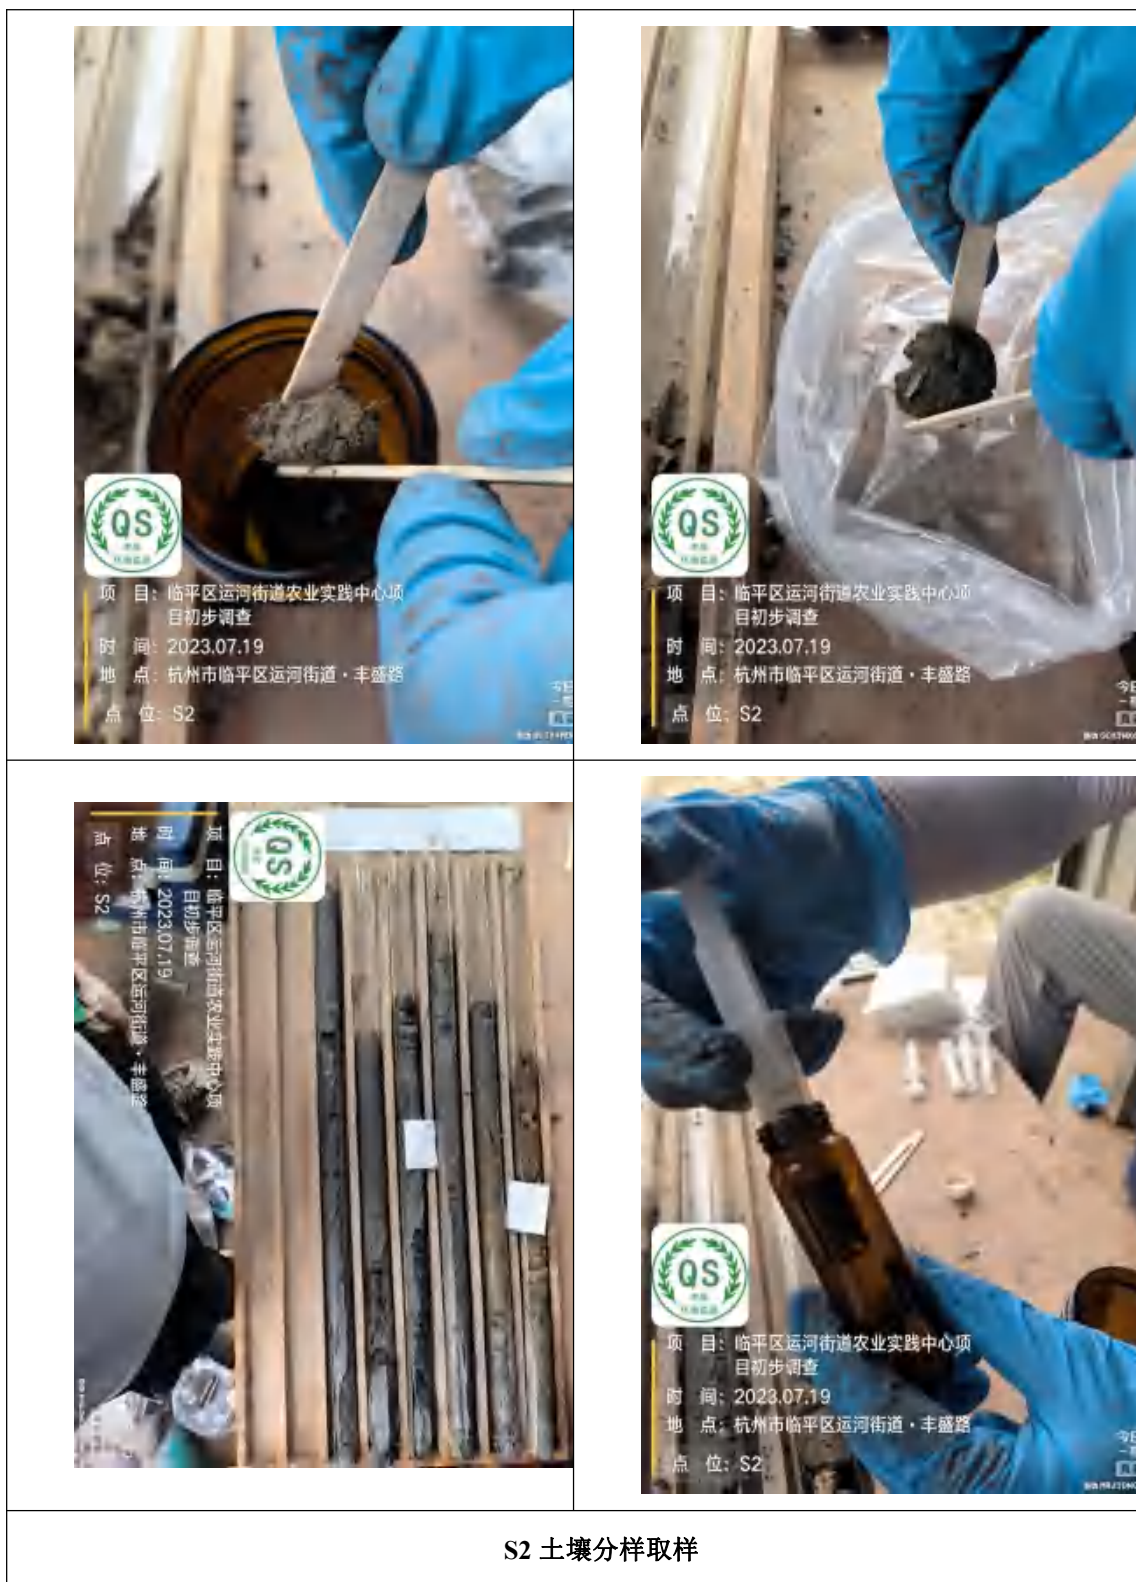 QS
项 目：临平区运河街道农业实践中心项
目初步调查
时 间：2023.07.19
地 点：杭州市临平区运河街道·丰盛路
点 位：S2
QS
项 目：临平区运河街道农业实践中心项
目初步调查
时 间：2023.07.19
地 点：杭州市临平区运河街道·丰盛路
点 位：S2
QS
项 目：临平区运河街道农业实践中心项
目初步调查
时 间：2023.07.19
地 点：杭州市临平区运河街道·丰盛路
点 位：S2
QS
项 目：临平区运河街道农业实践中心项
目初步调查
时 间：2023.07.19
地 点：杭州市临平区运河街道·丰盛路
点 位：S2
S2 土壤分样取样